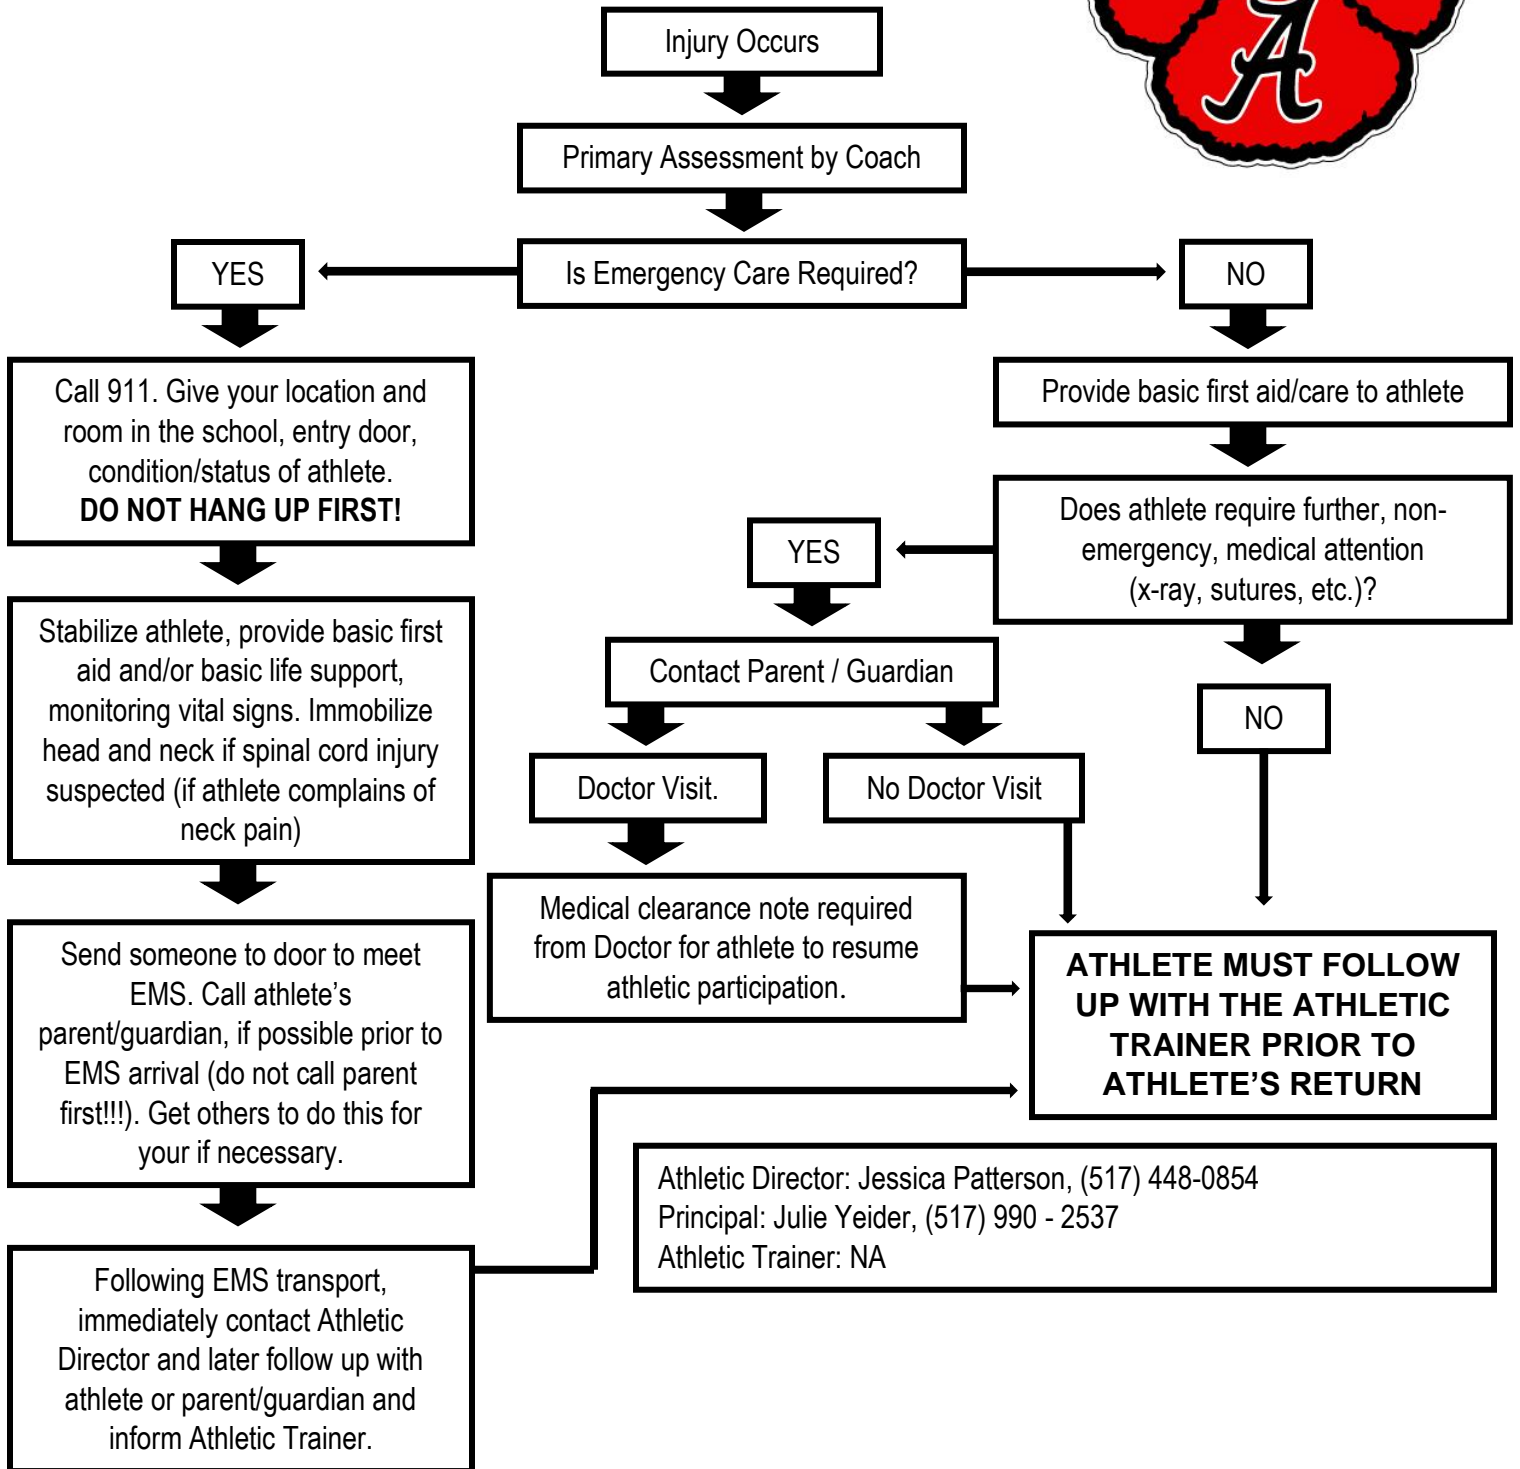 A
Injury Occurs
Primary Assessment by Coach
Is Emergency Care Required?
YES
NO
Call 911. Give your location and
room in the school, entry door,
condition/status of athlete.
DO NOT HANG UP FIRST!
Stabilize athlete, provide basic first
aid and/or basic life support,
monitoring vital signs. Immobilize
head and neck if spinal cord injury
suspected (if athlete complains of
neck pain)
Send someone to door to meet
EMS. Call athlete’s
parent/guardian, if possible prior to
EMS arrival (do not call parent
first!!!). Get others to do this for
your if necessary.
Following EMS transport,
immediately contact Athletic
Director and later follow up with
athlete or parent/guardian and
inform Athletic Trainer.
Provide basic first aid/care to athlete
Does athlete require further, non-
emergency, medical attention
(x-ray, sutures, etc.)?
YES
NO
Contact Parent / Guardian
Doctor Visit.
No Doctor Visit
Medical clearance note required
from Doctor for athlete to resume
athletic participation.
ATHLETE MUST FOLLOW
UP WITH THE ATHLETIC
TRAINER PRIOR TO
ATHLETE’S RETURN
Athletic Director: Jessica Patterson, (517) 448-0854
Principal: Julie Yeider, (517) 990 - 2537
Athletic Trainer: NA